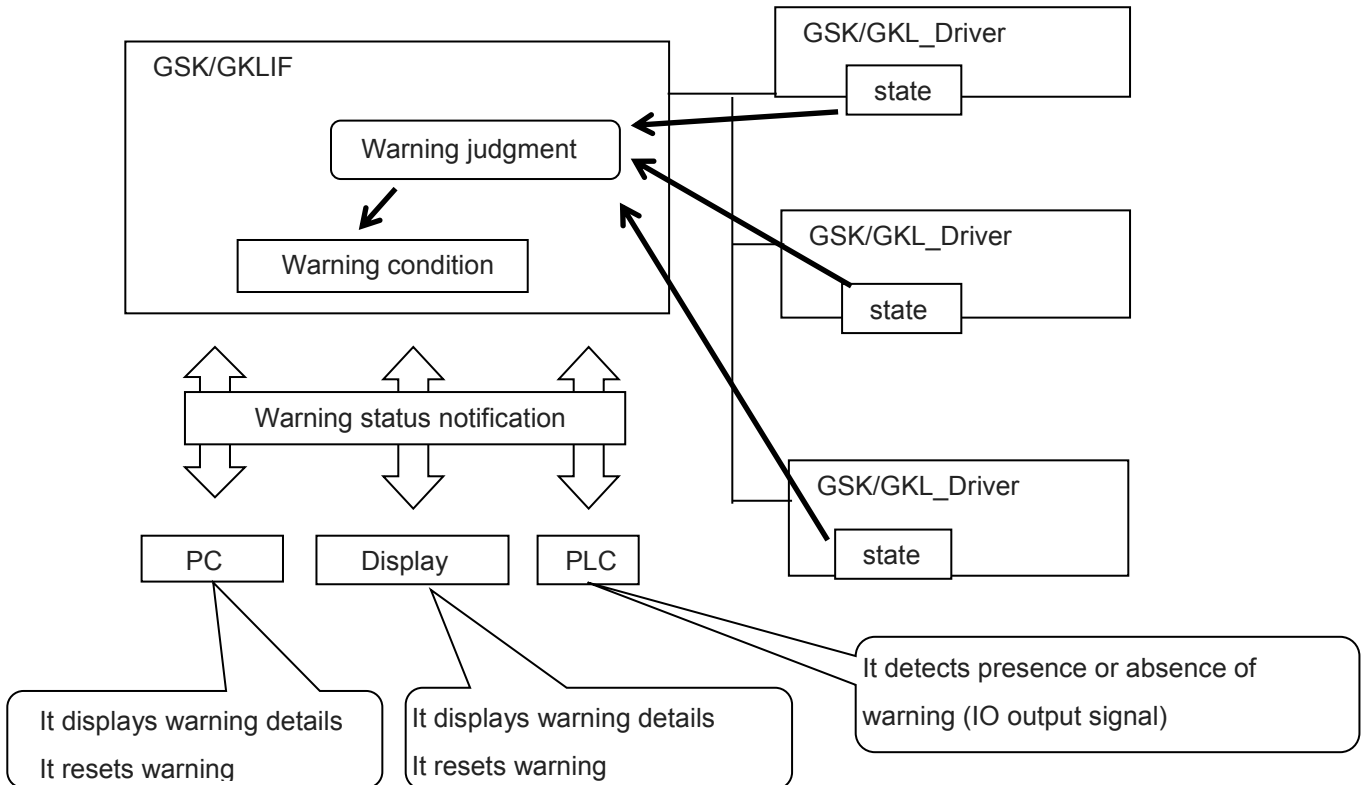 GSK/GKLIF
Warning judgment
Warning condition
GSK/GKL_Driver
state
GSK/GKL_Driver
state
GSK/GKL_Driver
state
Warning status notification
PC
Display
PLC
It displays warning details
It resets warning
It displays warning details
It resets warning
It detects presence or absence of
warning (IO output signal)